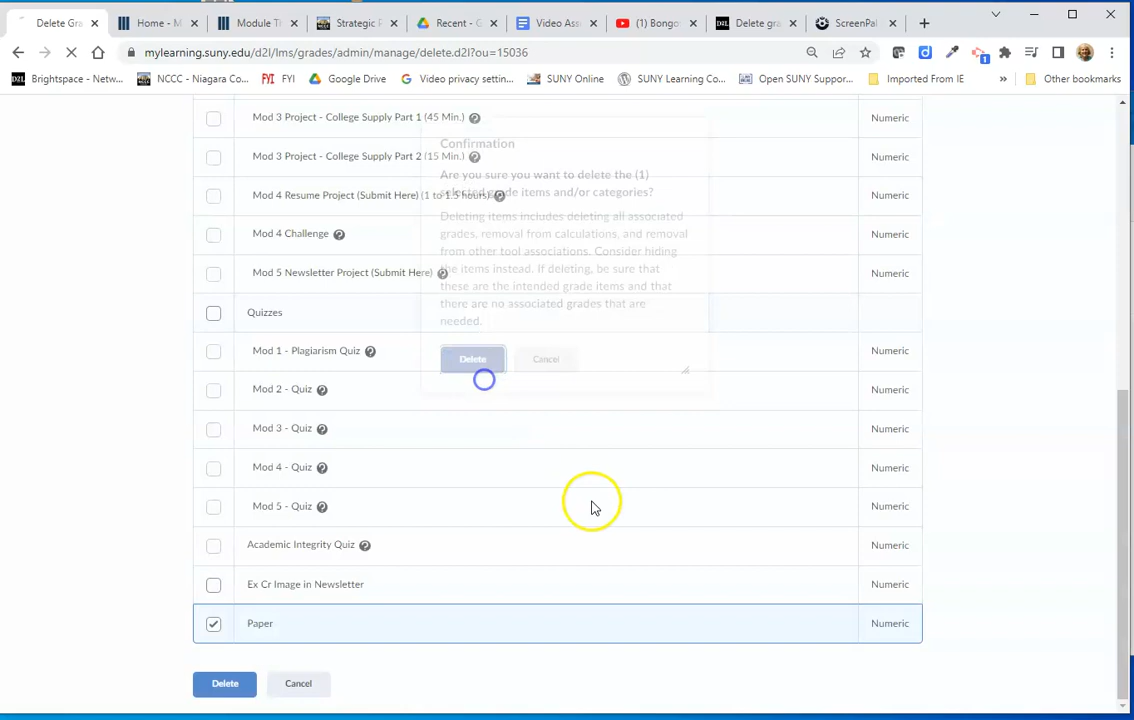 Delete Gra
Home - M
Module Ti
Strategic P
Recent - G
Video Ass
(1) Bongo
Delete gr
ScreenPal
mylearning.suny.edu/d2l/lms/grades/admin/manage/delete.d2l?ou=15036
1
Brightspace - Netw...
NCCC - Niagara Co...
FYI FYI
Google Drive
Video privacy settin...
SUNY Online
SUNY Learning Co...
Open SUNY Suppor...
Imported From IE
»
Other bookmarks
Mod 3 Project - College Supply Part 1 (45 Min.)
Numeric
Mod 3 Project - College Supply Part 2 (15 Min.)
Numeric
Mod 4 Resume Project (Submit Here) (1 to 1.5 hours)
Numeric
Mod 4 Challenge
Numeric
Mod 5 Newsletter Project (Submit Here)
Numeric
Quizzes
Mod 1 - Plagiarism Quiz
Numeric
Mod 2 - Quiz
Numeric
Mod 3 - Quiz
Numeric
Mod 4 - Quiz
Numeric
Mod 5 - Quiz
Numeric
Academic Integrity Quiz
Numeric
Ex Cr Image in Newsletter
Numeric
Paper
Numeric
Confirmation
Are you sure you want to delete the (1)
selected grade items and/or categories?
Deleting items includes deleting all associated
grades, removal from calculations, and removal
from other tool associations. Consider hiding
the items instead. If deleting, be sure that
these are the intended grade items and that
there are no associated grades that are
needed.
Delete
Cancel
Delete
Cancel